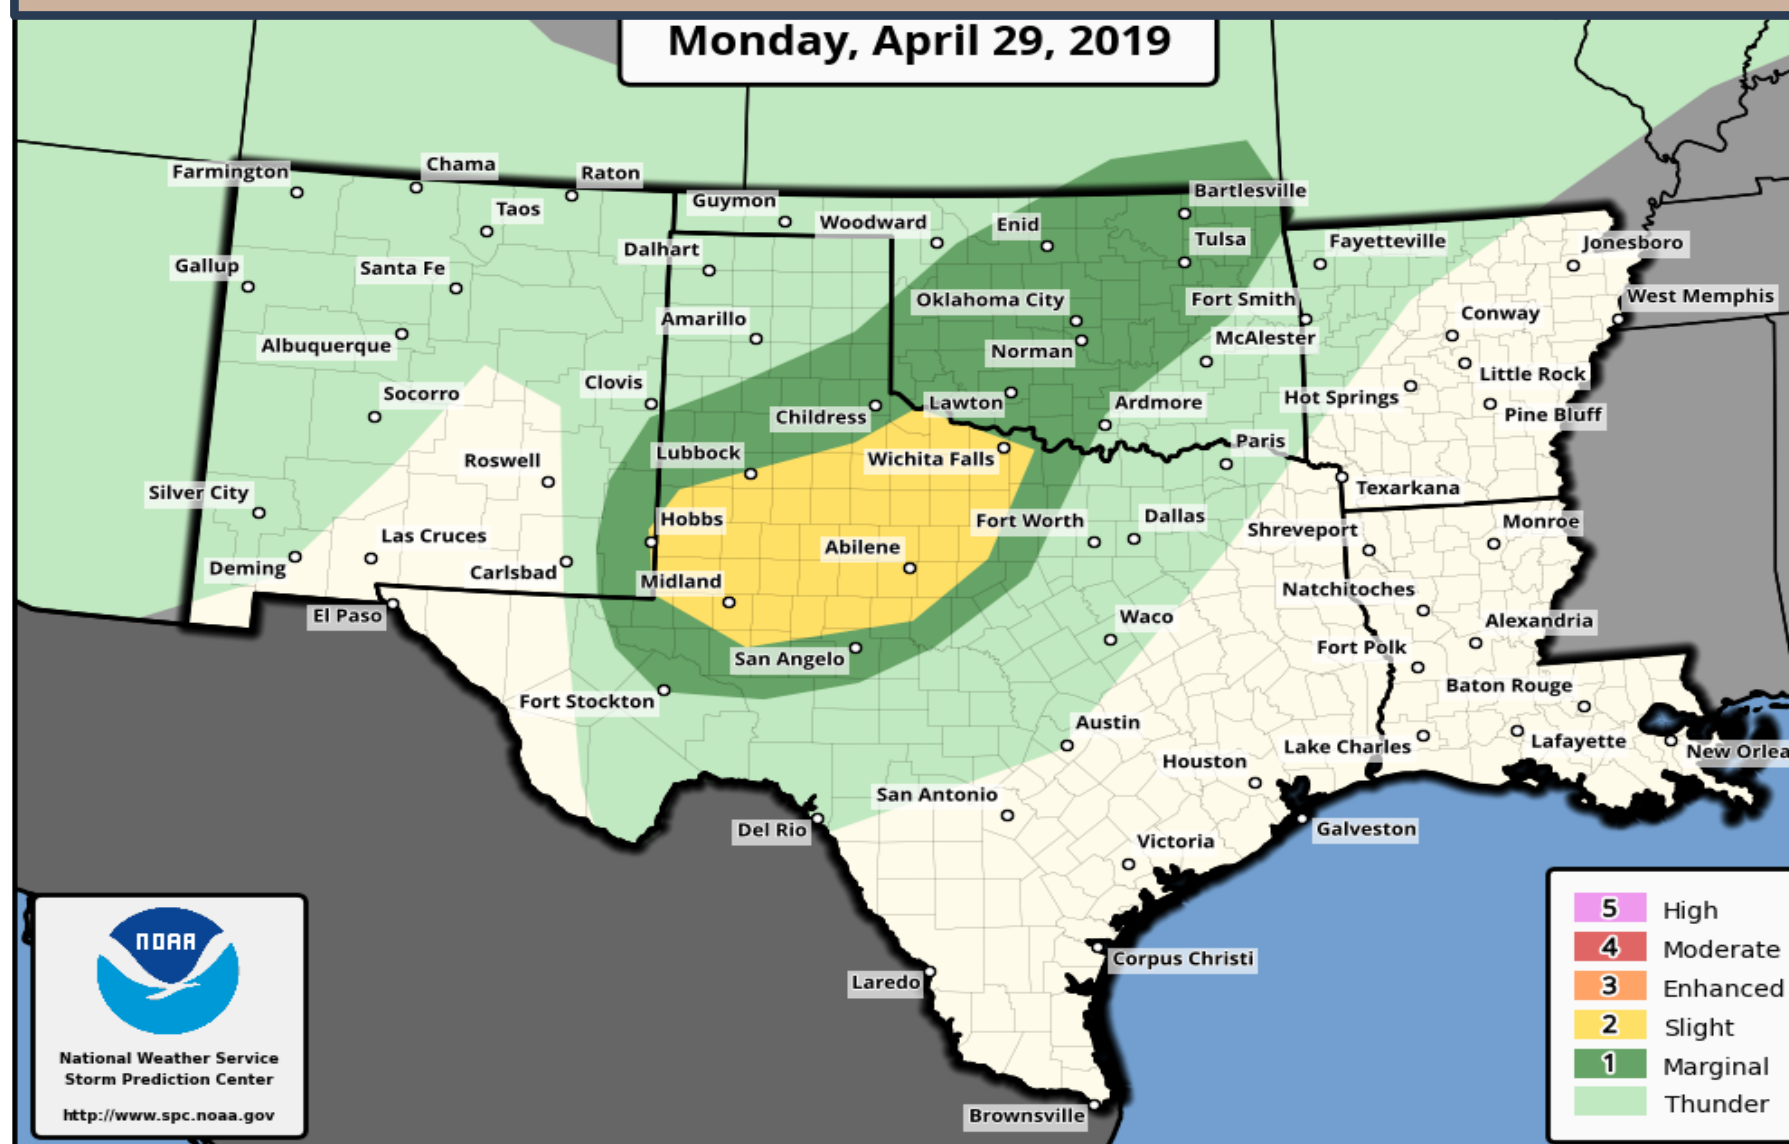 Monday, April 29, 2019
Farmington
Chama
Raton
Taos
Guymon
Woodward
Enid
Bartlesville
Tulsa
Fayetteville
Jonesboro
Gallup
Santa Fe
Dalhart
Oklahoma City
Fort Smith
West Memphis
Amarillo
Norman
McAlester
Conway
Albuquerque
Little Rock
Socorro
Clovis
Childress
Lawton
Ardmore
Hot Springs
Pine Bluff
Roswell
Lubbock
Wichita Falls
Paris
Texarkana
Silver City
Hobbs
Fort Worth
Dallas
Shreveport
Monroe
Las Cruces
Abilene
Deming
Carlsbad
Midland
Natchitoches
El Paso
Waco
Alexandria
San Angelo
Fort Polk
Fort Stockton
Baton Rouge
Austin
Lake Charles
Lafayette
New Orlea
Houston
San Antonio
Del Rio
Galveston
Victoria
Corpus Christi
Laredo
Brownsville
NOAA
National Weather Service
Storm Prediction Center
http://www.spc.noaa.gov
5 High
4 Moderate
3 Enhanced
2 Slight
1 Marginal
Thunder